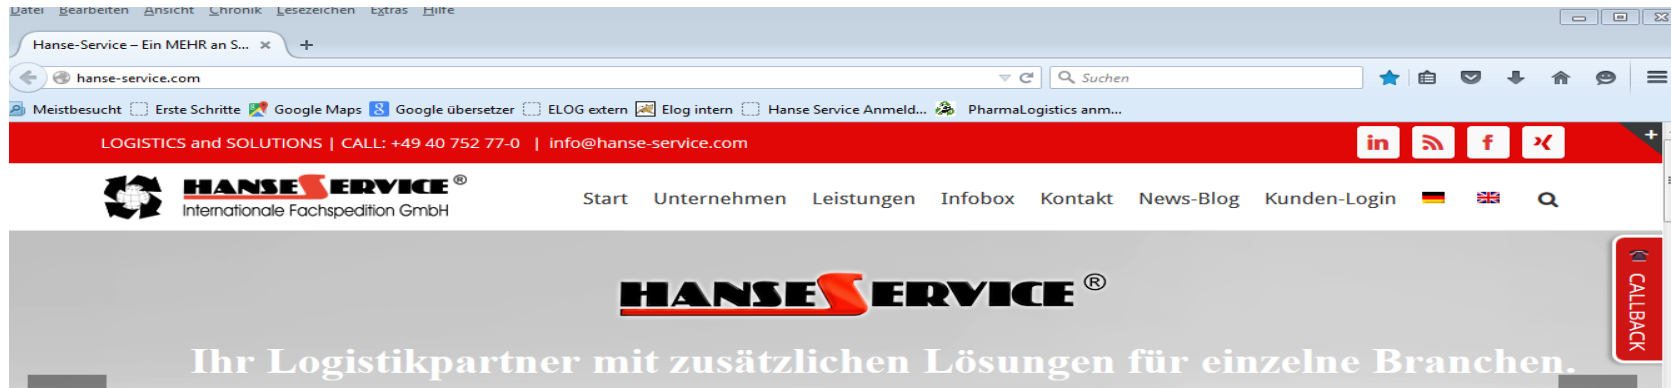 Datei Bearbeiten Ansicht Chronik Lesezeichen Extras Hilfe
Hanse-Service – Ein MEHR an S... × +
hanse-service.com Suchen
Meistbesucht Erste Schritte Google Maps Google übersetzer ELOG extern Elog intern Hanse Service Anmeld... PharmaLogistics anm...
LOGISTICS and SOLUTIONS | CALL: +49 40 752 77-0 | info@hanse-service.com in f
HANSESERVICE ®
Internationale Fachspedition GmbH
Start Unternehmen Leistungen Infobox Kontakt News-Blog Kunden-Login
CALLBACK
HANSESERVICE ®
Ihr Logistikpartner mit zusätzlichen Lösungen für einzelne Branchen.